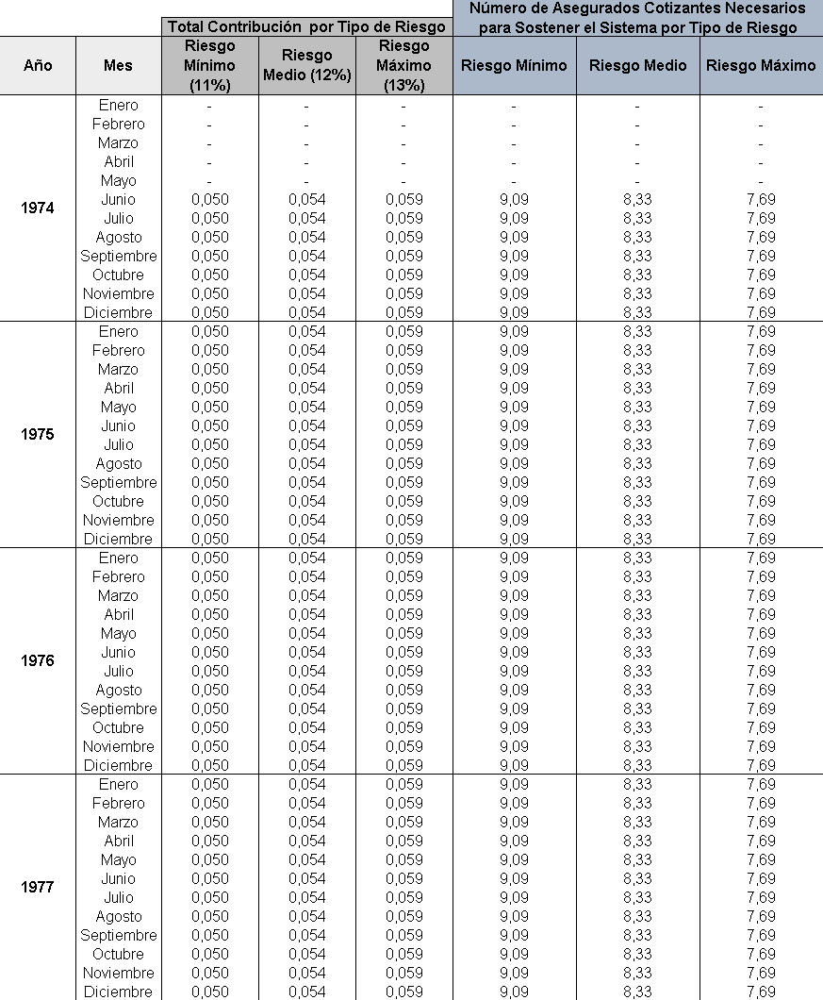 Número de Asegurados Cotizantes Necesarios
para Sostener el Sistema por Tipo de Riesgo
Total Contribución por Tipo de Riesgo
Año Mes Riesgo Mínimo (11%) Riesgo Medio (12%) Riesgo Máximo (13%) Riesgo Mínimo Riesgo Medio Riesgo Máximo
Enero - - - - - -
Febrero - - - - - -
Marzo - - - - - -
Abril - - - - - -
Mayo - - - - - -
Junio 0,050 0,054 0,059 9,09 8,33 7,69
1974
Julio 0,050 0,054 0,059 9,09 8,33 7,69
Agosto 0,050 0,054 0,059 9,09 8,33 7,69
Septiembre 0,050 0,054 0,059 9,09 8,33 7,69
Octubre 0,050 0,054 0,059 9,09 8,33 7,69
Noviembre 0,050 0,054 0,059 9,09 8,33 7,69
Diciembre 0,050 0,054 0,059 9,09 8,33 7,69
Enero 0,050 0,054 0,059 9,09 8,33 7,69
Febrero 0,050 0,054 0,059 9,09 8,33 7,69
Marzo 0,050 0,054 0,059 9,09 8,33 7,69
Abril 0,050 0,054 0,059 9,09 8,33 7,69
Mayo 0,050 0,054 0,059 9,09 8,33 7,69
Junio 0,050 0,054 0,059 9,09 8,33 7,69
1975
Julio 0,050 0,054 0,059 9,09 8,33 7,69
Agosto 0,050 0,054 0,059 9,09 8,33 7,69
Septiembre 0,050 0,054 0,059 9,09 8,33 7,69
Octubre 0,050 0,054 0,059 9,09 8,33 7,69
Noviembre 0,050 0,054 0,059 9,09 8,33 7,69
Diciembre 0,050 0,054 0,059 9,09 8,33 7,69
Enero 0,050 0,054 0,059 9,09 8,33 7,69
Febrero 0,050 0,054 0,059 9,09 8,33 7,69
Marzo 0,050 0,054 0,059 9,09 8,33 7,69
Abril 0,050 0,054 0,059 9,09 8,33 7,69
Mayo 0,050 0,054 0,059 9,09 8,33 7,69
Junio 0,050 0,054 0,059 9,09 8,33 7,69
1976
Julio 0,050 0,054 0,059 9,09 8,33 7,69
Agosto 0,050 0,054 0,059 9,09 8,33 7,69
Septiembre 0,050 0,054 0,059 9,09 8,33 7,69
Octubre 0,050 0,054 0,059 9,09 8,33 7,69
Noviembre 0,050 0,054 0,059 9,09 8,33 7,69
Diciembre 0,050 0,054 0,059 9,09 8,33 7,69
Enero 0,050 0,054 0,059 9,09 8,33 7,69
Febrero 0,050 0,054 0,059 9,09 8,33 7,69
Marzo 0,050 0,054 0,059 9,09 8,33 7,69
Abril 0,050 0,054 0,059 9,09 8,33 7,69
Mayo 0,050 0,054 0,059 9,09 8,33 7,69
Junio 0,050 0,054 0,059 9,09 8,33 7,69
1977
Julio 0,050 0,054 0,059 9,09 8,33 7,69
Agosto 0,050 0,054 0,059 9,09 8,33 7,69
Septiembre 0,050 0,054 0,059 9,09 8,33 7,69
Octubre 0,050 0,054 0,059 9,09 8,33 7,69
Noviembre 0,050 0,054 0,059 9,09 8,33 7,69
Diciembre 0,050 0,054 0,059 9,09 8,33 7,69